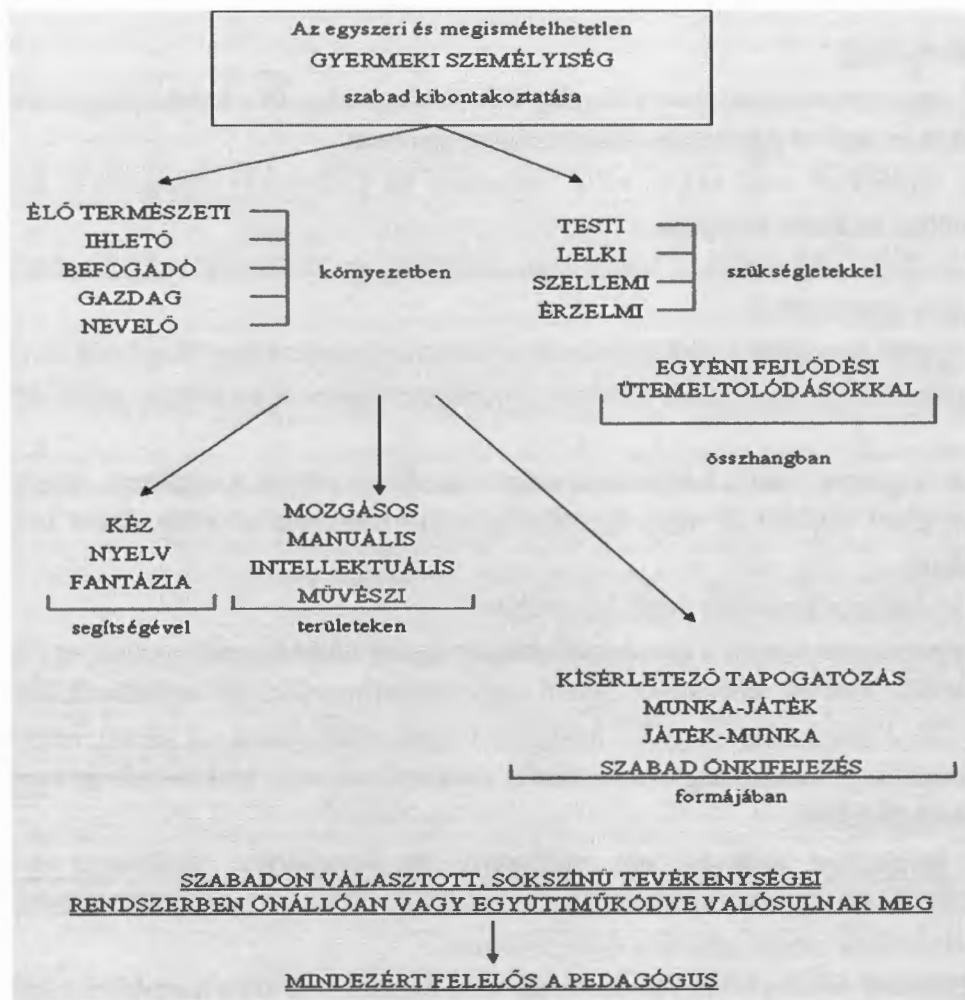 Az egyszeri és megismételhetetlen
GYERMEKI SZEMÉLYISÉG
szabad kibontakoztatása
ÉLŐ TERMÉSZETI
IHLETŐ
BEFOGADÓ
GAZDAG
NEVELŐ
környezetben
TESTI
LELKI
SZELLEMI
ÉRZELMI
szükségletekkel
EGYÉNI FEJLŐDÉSI
ÜTEMELTOLÓDÁSOKKAL
összhangban
KÉZ
NYELV
FANTÁZIA
segítségével
MOZGÁSOS
MANUÁLIS
INTELLEKTUÁLIS
MŰVÉSZI
területeken
KÍSÉRLETEZŐ TAPOGATÓZÁS
MUNKA-JÁTÉK
JÁTÉK-MUNKA
SZABAD ÖNKIFEJEZÉS
formájában
SZABADON VÁLASZTOTT, SOKSZÍNŰ TEVÉKENYSÉGEI
RENDSZERBEN ÖNÁLLÓAN VAGY EGYÜTTMŰKÖDVE VALÓSULNAK MEG
MINDEZÉRT FELELŐS A PEDAGÓGUS